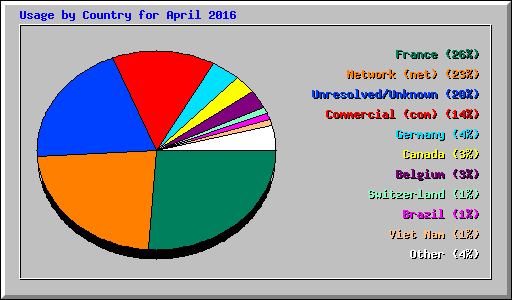 Usage by Country for April 2016
France (26%)
Network (net) (23%)
Unresolved/Unknown (20%)
Commercial (com) (14%)
Germany (4%)
Canada (3%)
Belgium (3%)
Switzerland (1%)
Brazil (1%)
Viet Nam (1%)
Other (4%)